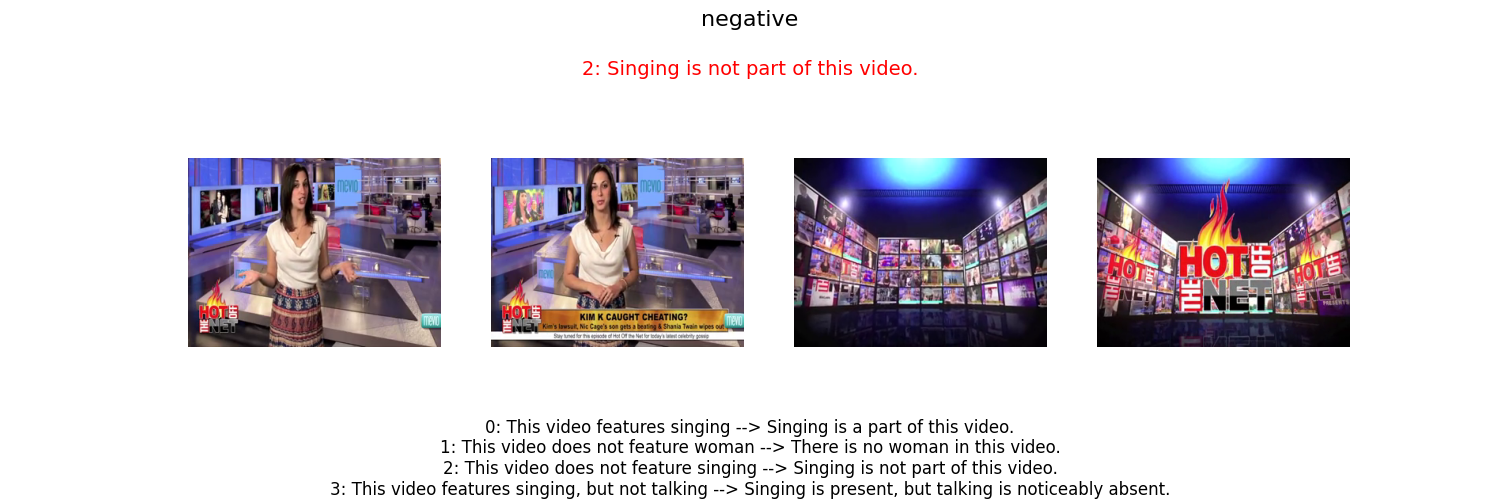 negative
2: Singing is not part of this video.
mevio
mevio
HOT
THE OFF
NET
mevio
mevio
KIM K CAUGHT CHEATING?
Kim's lawsuit, Nic Cage's son gets a beating & Shania Twain wipes out
Stay tuned for this episode of Hot Off the Net for today's latest celebrity gossip
HOT
THE OFF
NET
mevio
HOT
THE OFF
NET
HOT
HOT
OFF
PRESENTS
0: This video features singing --> Singing is a part of this video.
1: This video does not feature woman --> There is no woman in this video.
2: This video does not feature singing --> Singing is not part of this video.
3: This video features singing, but not talking --> Singing is present, but talking is noticeably absent.